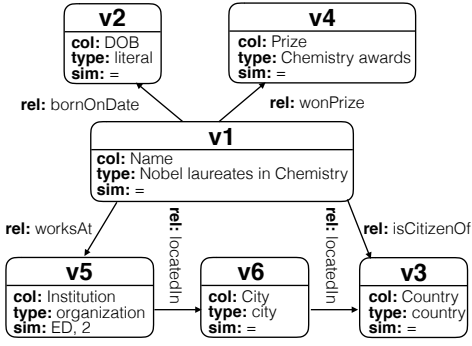 v2
col: DOB
type: literal
sim: =
v4
col: Prize
type: Chemistry awards
sim: =
rel: bornOnDate
rel: wonPrize
v1
col: Name
type: Nobel laureates in Chemistry
sim: =
rel: worksAt
rel: locatedIn
rel: locatedIn
rel: isCitizenOf
v5
col: Institution
type: organization
sim: ED, 2
v6
col: City
type: city
sim: =
v3
col: Country
type: country
sim: =